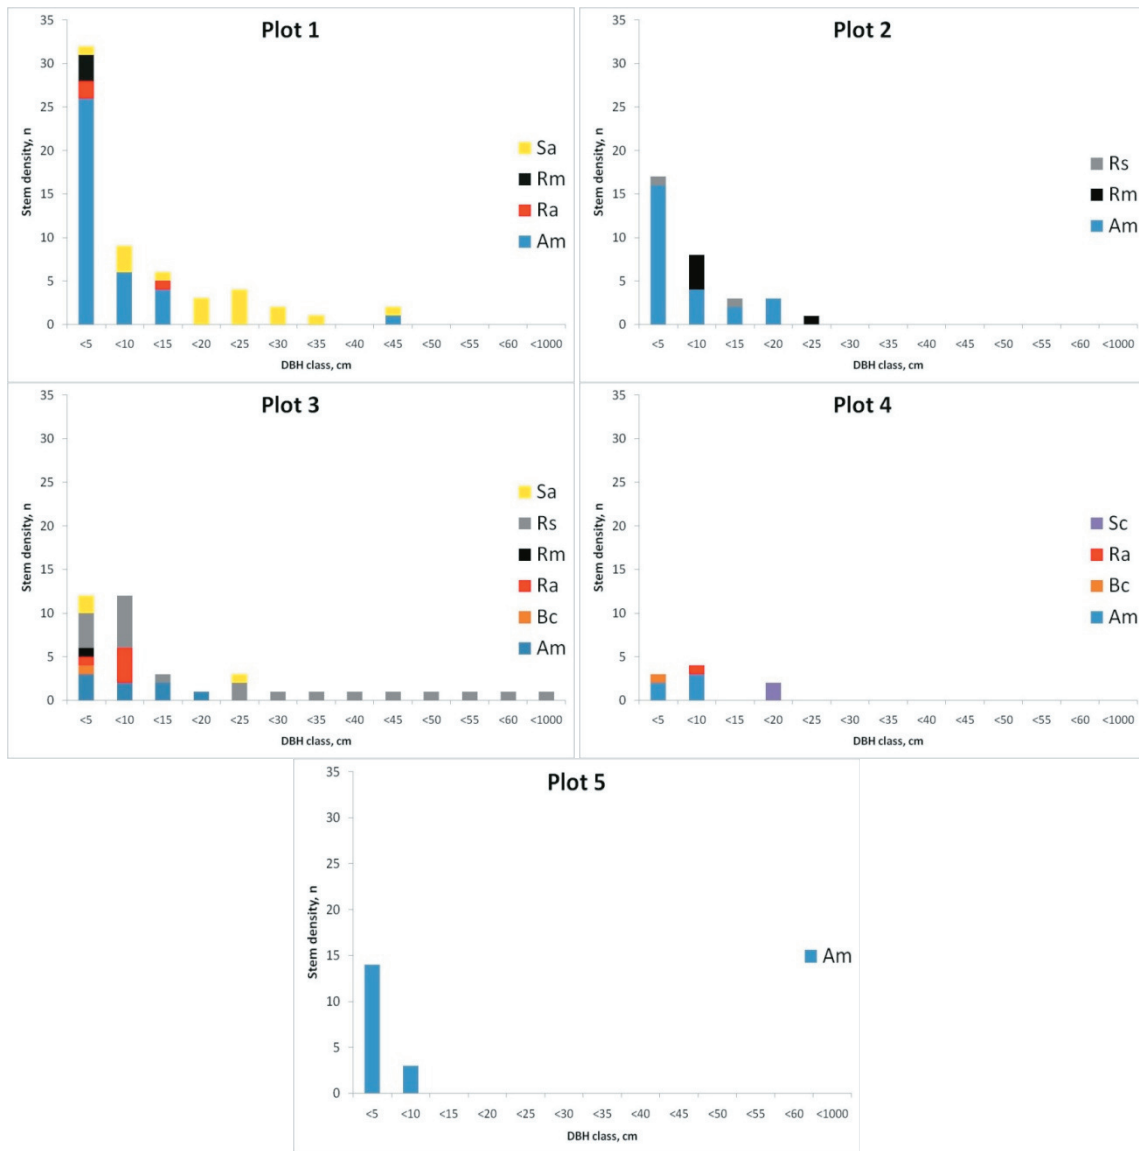 Plot 1
35
30
25
20
15
10
5
0
Stem density, n
Sa
Rm
Ra
Am
<5 <10 <15 <20 <25 <30 <35 <40 <45 <50 <55 <60 <1000
DBH class, cm
Plot 2
35
30
25
20
15
10
5
0
Stem density, n
Rs
Rm
Am
<5 <10 <15 <20 <25 <30 <35 <40 <45 <50 <55 <60 <1000
DBH class, cm
Plot 3
35
30
25
20
15
10
5
0
Stem density, n
Sa
Rs
Rm
Ra
Bc
Am
<5 <10 <15 <20 <25 <30 <35 <40 <45 <50 <55 <60 <1000
DBH class, cm
Plot 4
35
30
25
20
15
10
5
0
Stem density, n
Sc
Ra
Bc
Am
<5 <10 <15 <20 <25 <30 <35 <40 <45 <50 <55 <60 <1000
DBH class, cm
Plot 5
35
30
25
20
15
10
5
0
Stem density, n
Am
<5 <10 <15 <20 <25 <30 <35 <40 <45 <50 <55 <60 <1000
DBH class, cm